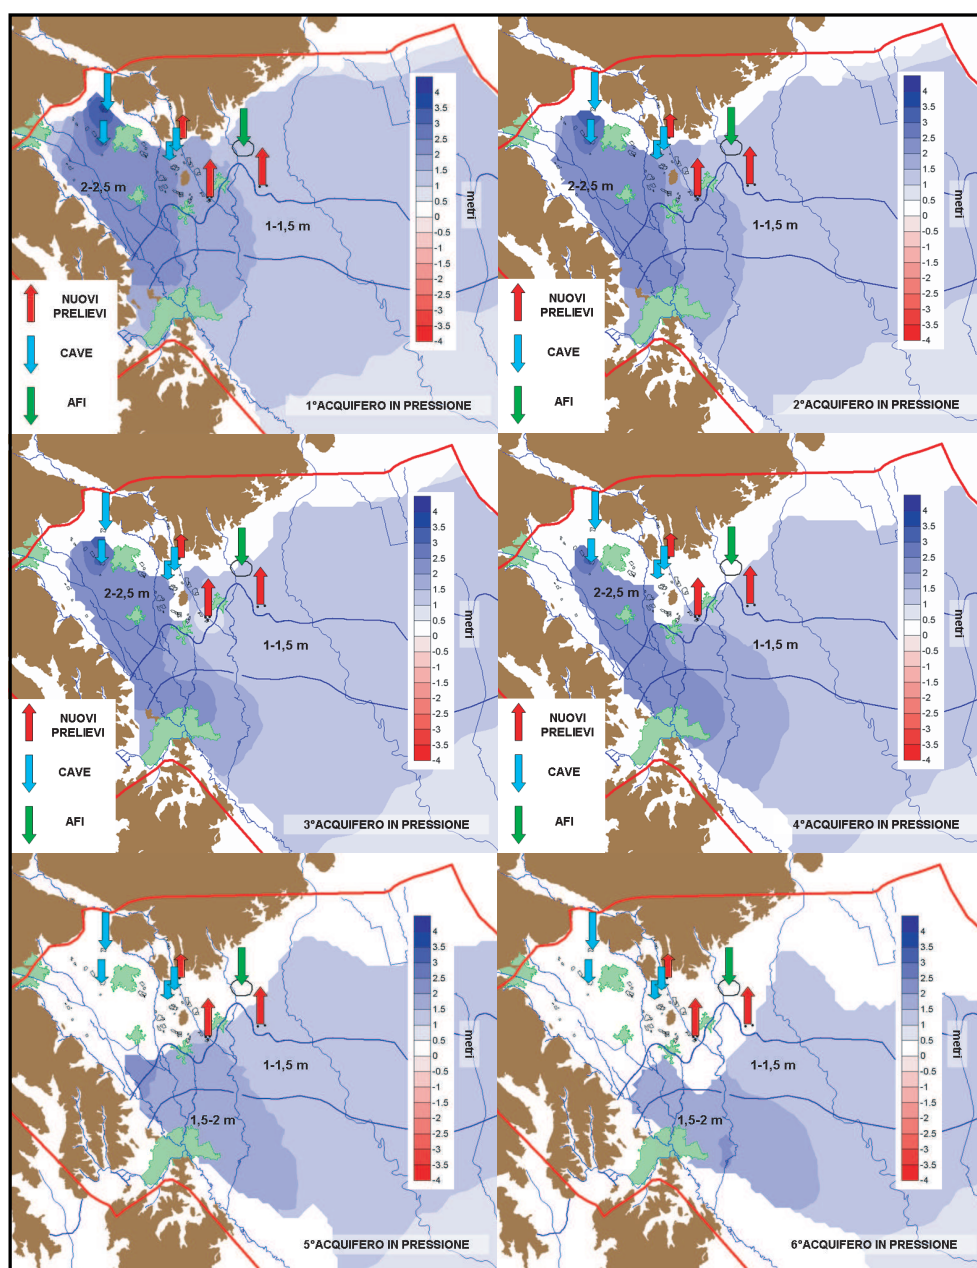 4
3.5
3
2.5
2
1.5
1
0.5
0
-0.5
-1
-1.5
-2
-2.5
-3
-3.5
-4
metri
2-2,5 m
1-1,5 m
NUOVI
PRELIEVI
CAVE
AFI
1°ACQUIFERO IN PRESSIONE
4
3.5
3
2.5
2
1.5
1
0.5
0
-0.5
-1
-1.5
-2
-2.5
-3
-3.5
-4
metri
2-2,5 m
1-1,5 m
NUOVI
PRELIEVI
CAVE
AFI
2°ACQUIFERO IN PRESSIONE
4
3.5
3
2.5
2
1.5
1
0.5
0
-0.5
-1
-1.5
-2
-2.5
-3
-3.5
-4
metri
2-2,5 m
1-1,5 m
NUOVI
PRELIEVI
CAVE
AFI
3°ACQUIFERO IN PRESSIONE
4
3.5
3
2.5
2
1.5
1
0.5
0
-0.5
-1
-1.5
-2
-2.5
-3
-3.5
-4
metri
2-2,5 m
1-1,5 m
NUOVI
PRELIEVI
CAVE
AFI
4°ACQUIFERO IN PRESSIONE
4
3.5
3
2.5
2
1.5
1
0.5
0
-0.5
-1
-1.5
-2
-2.5
-3
-3.5
-4
metri
1-1,5 m
1,5-2 m
5°ACQUIFERO IN PRESSIONE
4
3.5
3
2.5
2
1.5
1
0.5
0
-0.5
-1
-1.5
-2
-2.5
-3
-3.5
-4
metri
1-1,5 m
1,5-2 m
6°ACQUIFERO IN PRESSIONE